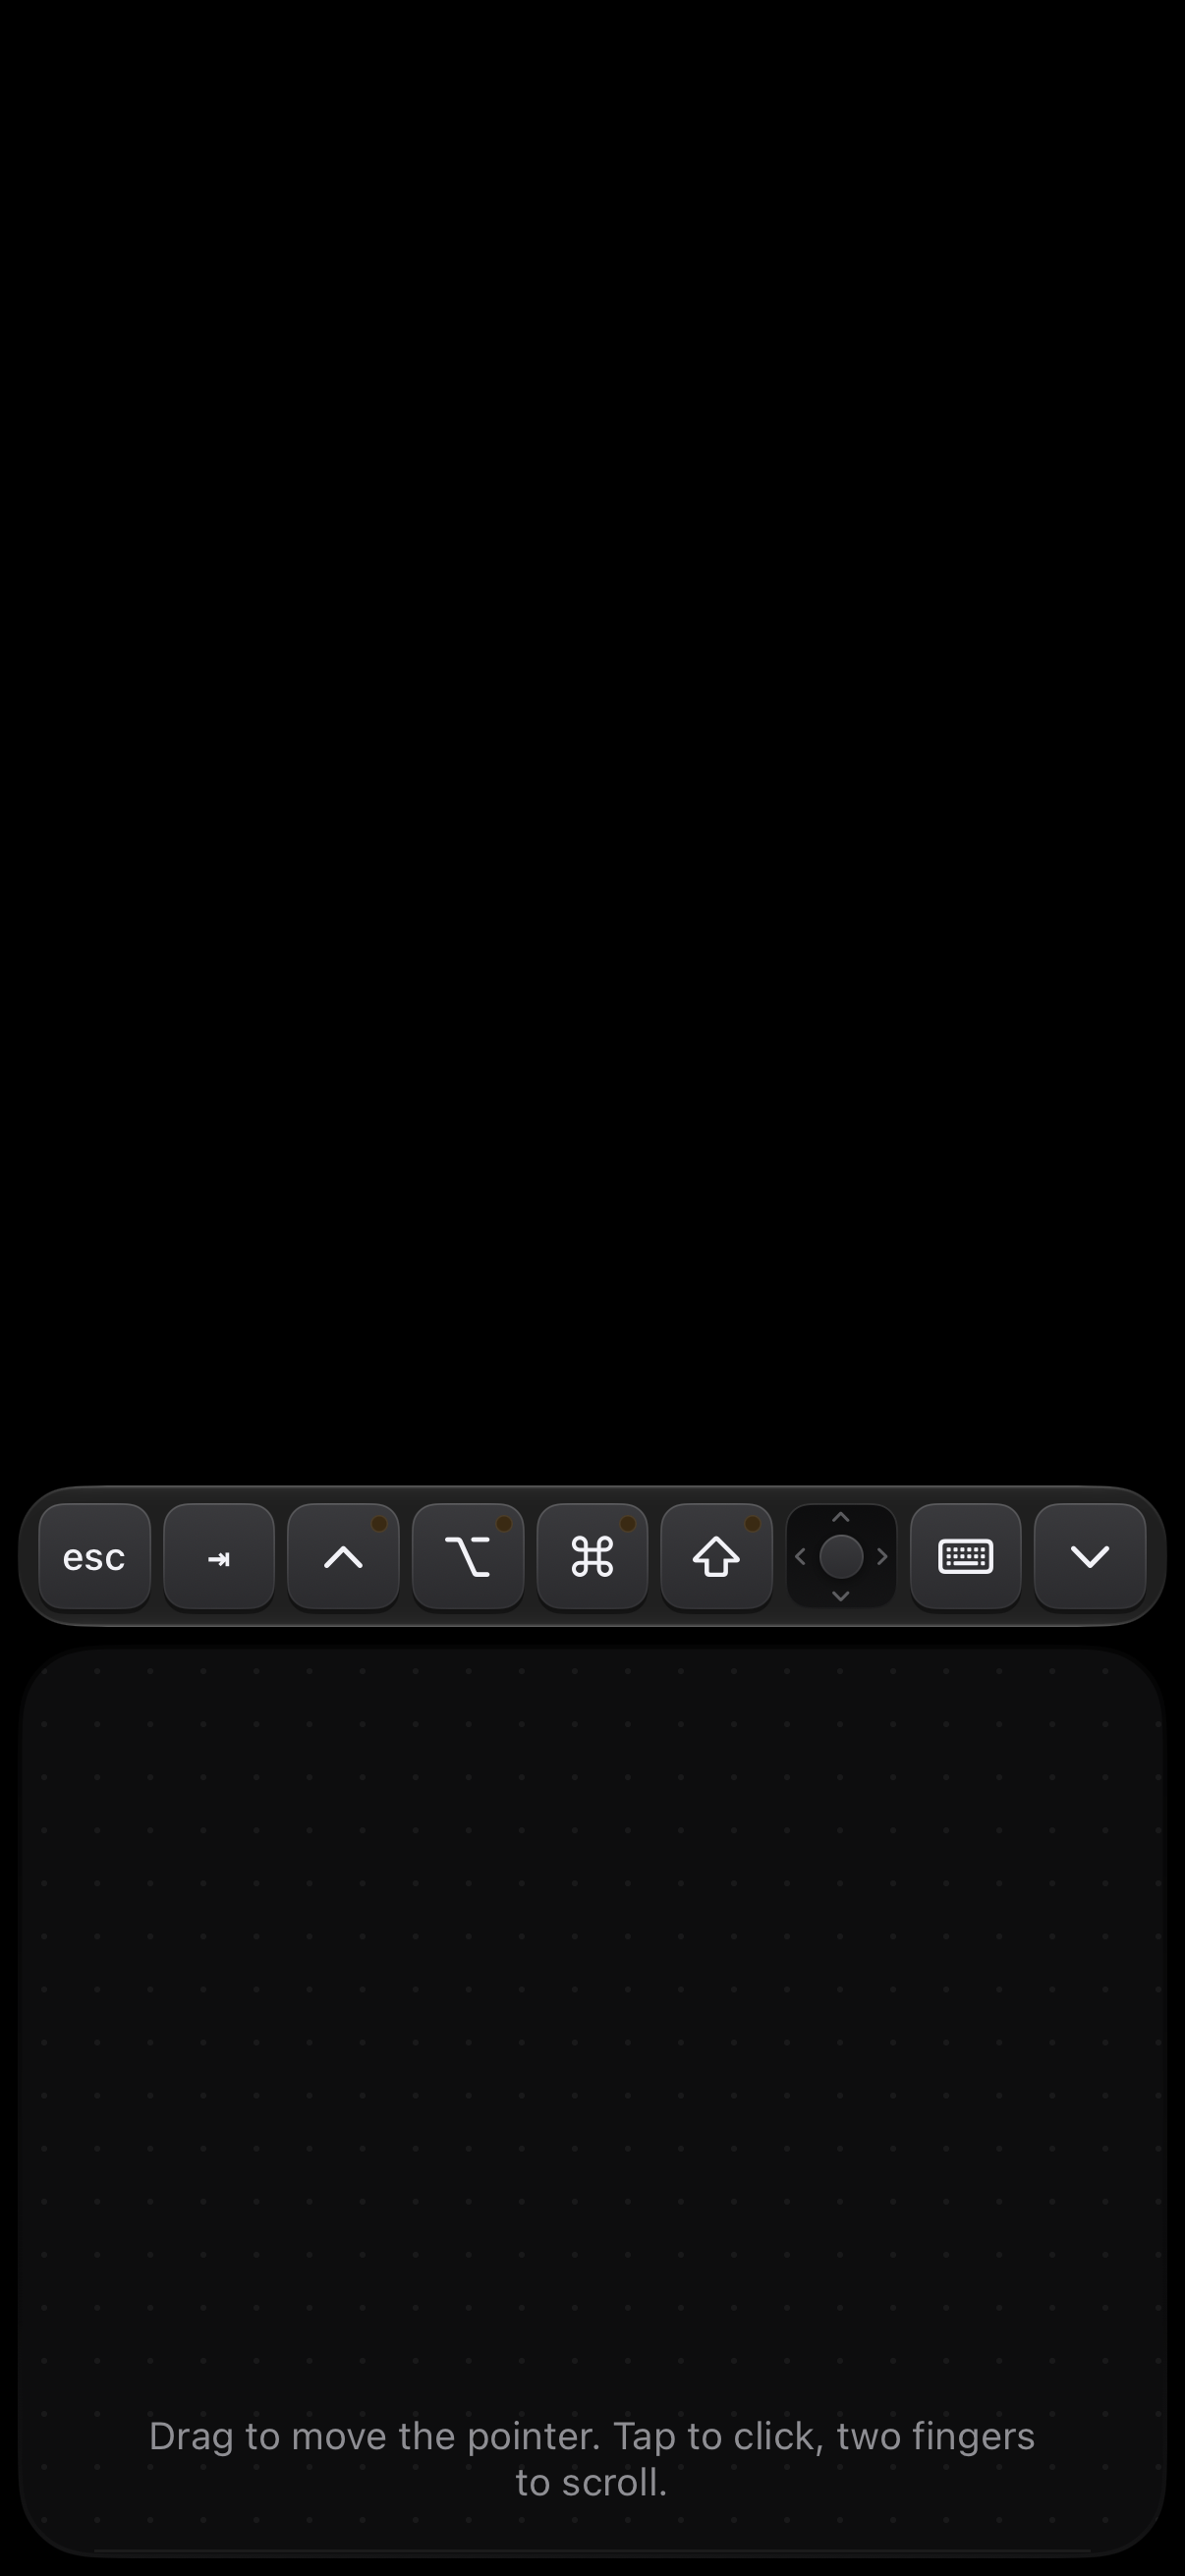 esc
Drag to move the pointer. Tap to click, two fingers
to scroll.